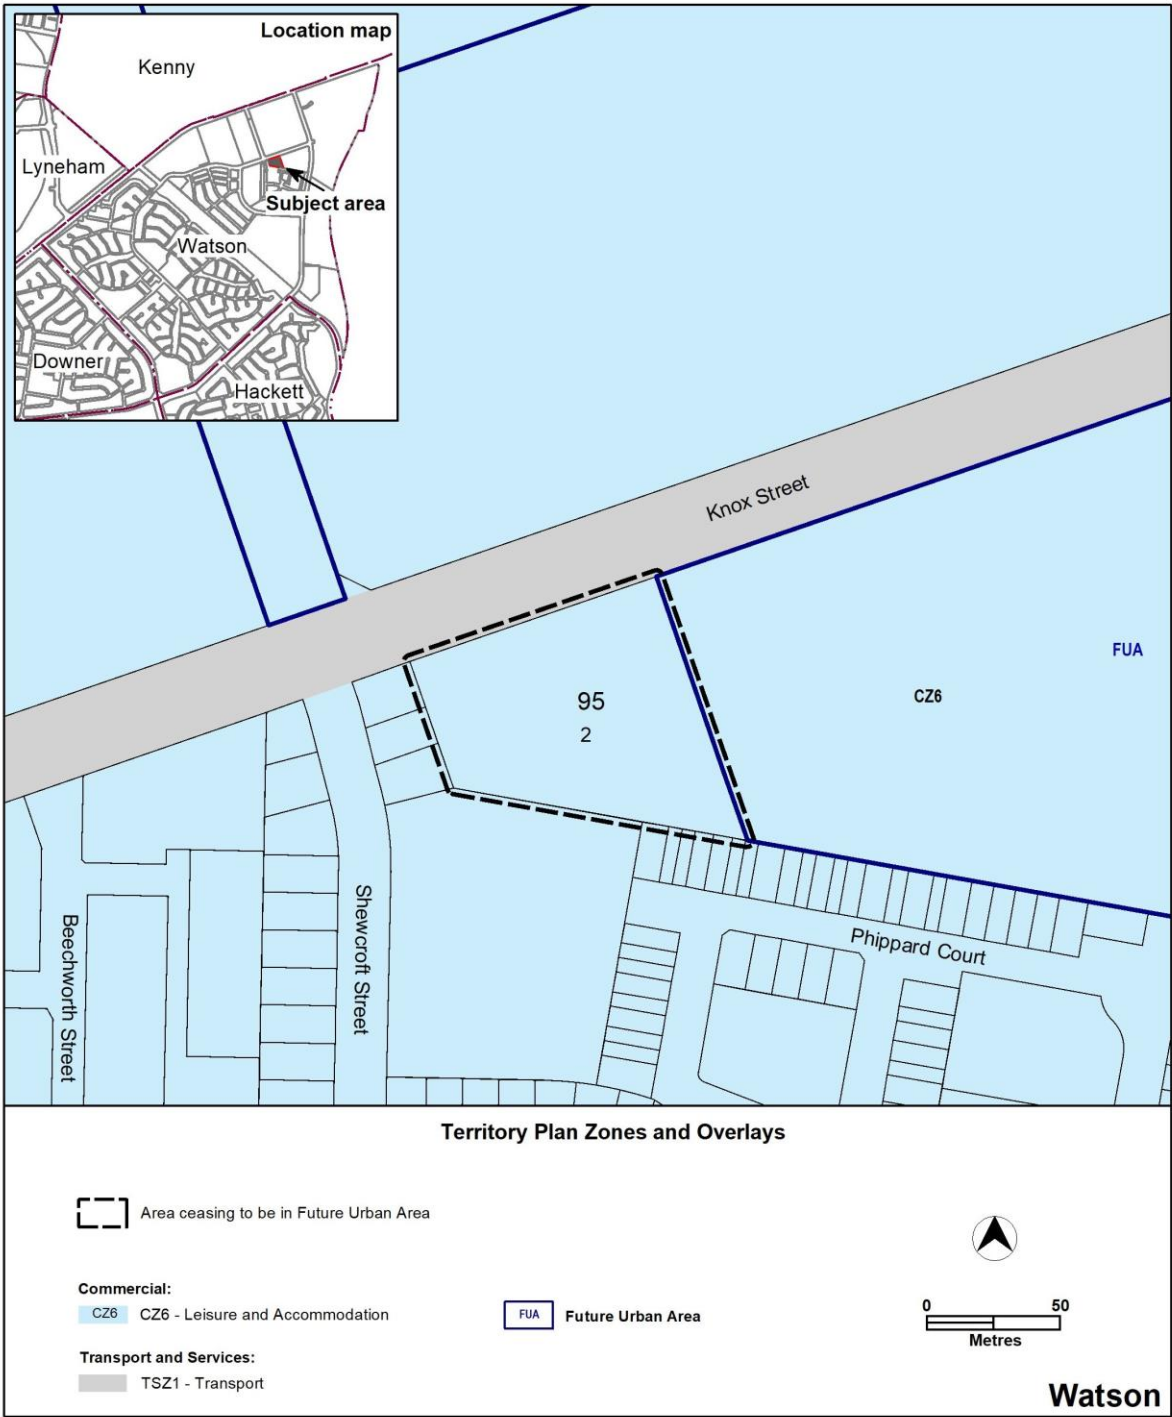 Location map
Kenny
Lyneham
Subject area
Watson
Downer
Hackett
Knox Street
FUA
CZ6
95
2
Shewcroft Street
Beechworth Street
Phippard Court
Territory Plan Zones and Overlays
Area ceasing to be in Future Urban Area
Commercial:
CZ6 CZ6 - Leisure and Accommodation
FUA Future Urban Area
Transport and Services:
TSZ1 - Transport
0 50
Metres
Watson